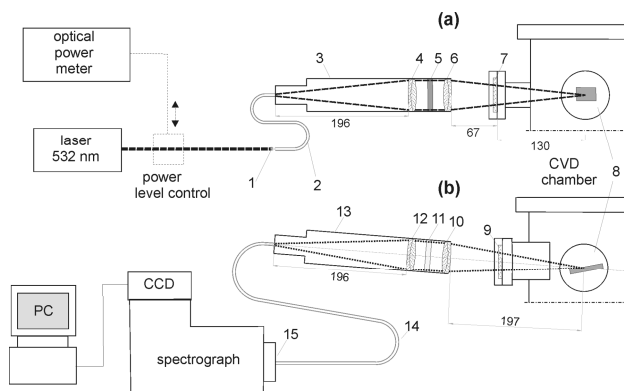 (a)
optical
power
meter
3
4
5
6
7
laser
532 nm
196
67
130
power
level control
1
2
CVD
chamber
8
(b)
13
12
11
10
9
PC
CCD
196
197
14
15
spectrograph